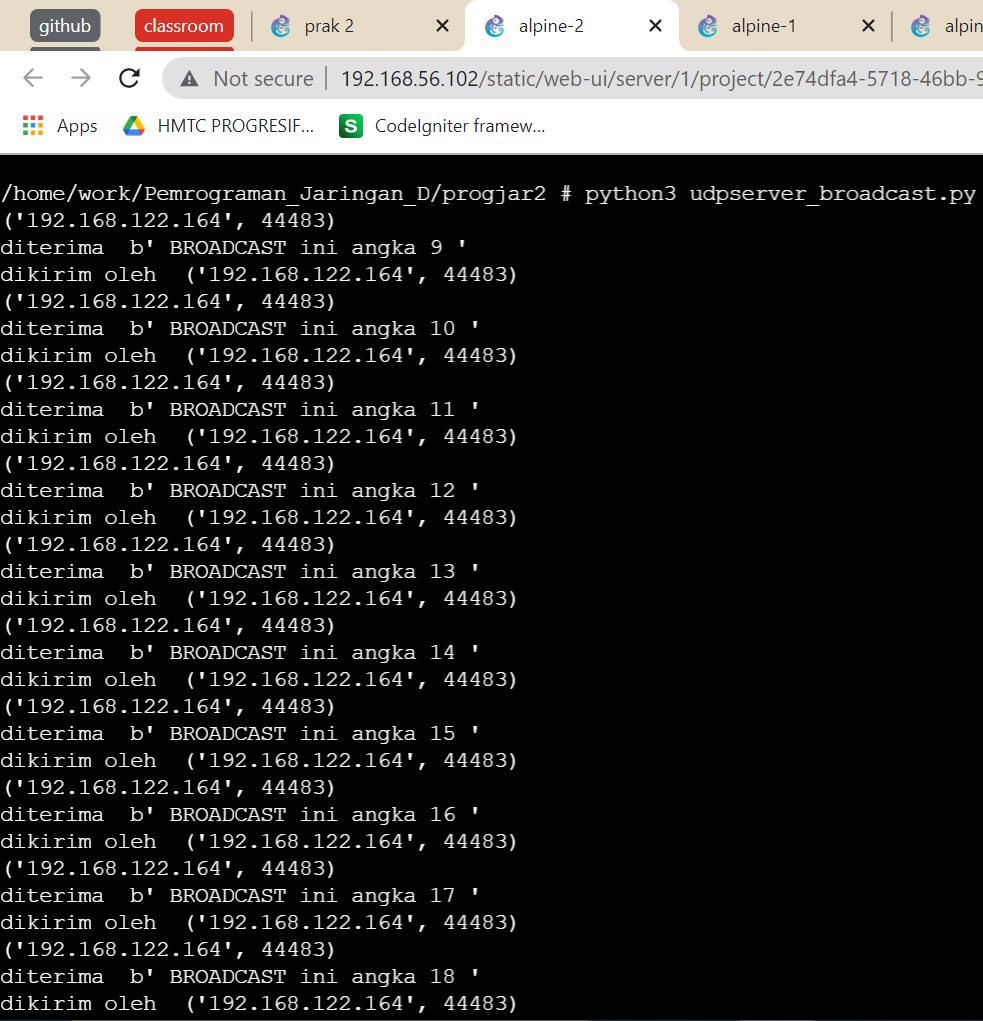 github classroom prak 2 alpine-2 alpine-1 alpin
Not secure 192.168.56.102/static/web-ui/server/1/project/2e74dfa4-5718-46bb-9
Apps HMTC PROGRESIF... S CodeIgniter framew...
/home/work/Pemrograman_Jaringan_D/progjar2 # python3 udpserver_broadcast.py
('192.168.122.164', 44483)
diterima  b' BROADCAST ini angka 9 '
dikirim oleh  ('192.168.122.164', 44483)
('192.168.122.164', 44483)
diterima  b' BROADCAST ini angka 10 '
dikirim oleh  ('192.168.122.164', 44483)
('192.168.122.164', 44483)
diterima  b' BROADCAST ini angka 11 '
dikirim oleh  ('192.168.122.164', 44483)
('192.168.122.164', 44483)
diterima  b' BROADCAST ini angka 12 '
dikirim oleh  ('192.168.122.164', 44483)
('192.168.122.164', 44483)
diterima  b' BROADCAST ini angka 13 '
dikirim oleh  ('192.168.122.164', 44483)
('192.168.122.164', 44483)
diterima  b' BROADCAST ini angka 14 '
dikirim oleh  ('192.168.122.164', 44483)
('192.168.122.164', 44483)
diterima  b' BROADCAST ini angka 15 '
dikirim oleh  ('192.168.122.164', 44483)
('192.168.122.164', 44483)
diterima  b' BROADCAST ini angka 16 '
dikirim oleh  ('192.168.122.164', 44483)
('192.168.122.164', 44483)
diterima  b' BROADCAST ini angka 17 '
dikirim oleh  ('192.168.122.164', 44483)
('192.168.122.164', 44483)
diterima  b' BROADCAST ini angka 18 '
dikirim oleh  ('192.168.122.164', 44483)